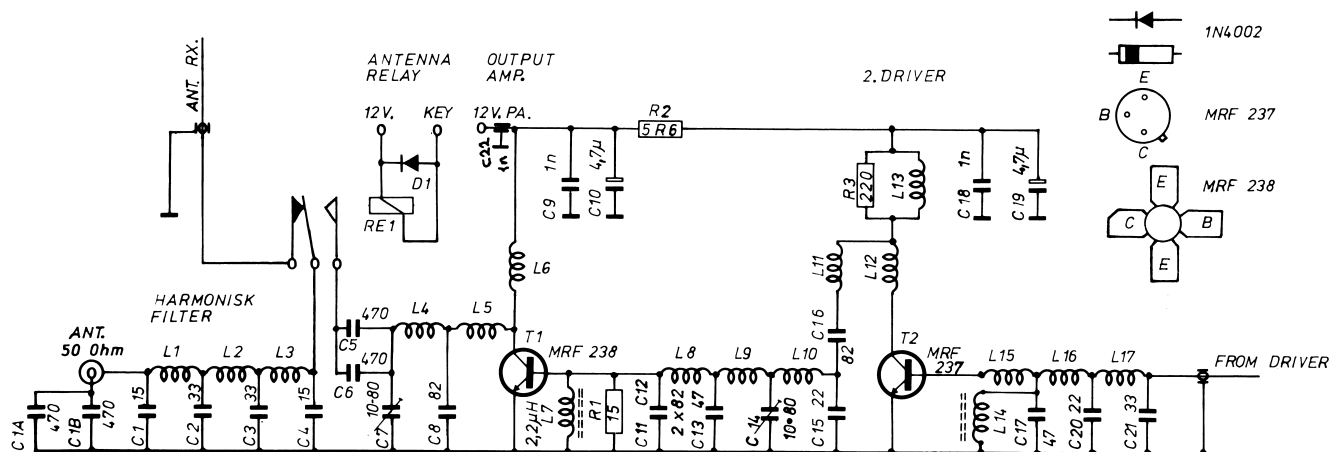 ANT. RX.
ANTENNA
RELAY
12V.
KEY
D1
RE1
OUTPUT
AMP.
12V. PA.
C22
1n
C9
1n
C10
4,7µ
R2
5R6
2. DRIVER
R3
220
L13
C18
1n
C19
4,7µ
1N4002
E
B
C
MRF 237
MRF 238
E
C
B
E
HARMONISK
FILTER
ANT.
50 Ohm
L1
L2
L3
C5
470
470
C6
L4
L5
L6
T1
MRF 238
L8
L9
L10
L11
L12
C16
82
T2
MRF
237
L15
L16
L17
FROM DRIVER
C1A
470
C1B
470
C1
15
C2
33
C3
33
C4
15
C7
10-80
C8
82
2,2µH
L7
R1
15
C11
C12
2 x 82
C13
47
C14
10-80
C15
22
L14
C17
47
C20
22
C21
33